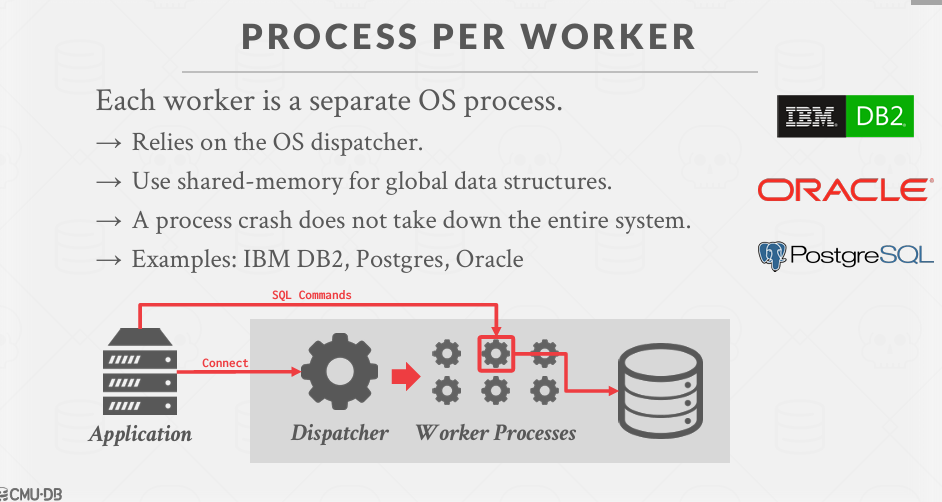 PROCESS PER WORKER
Each worker is a separate OS process.
→ Relies on the OS dispatcher.
→ Use shared-memory for global data structures.
→ A process crash does not take down the entire system.
→ Examples: IBM DB2, Postgres, Oracle
IBM DB2
ORACLE
PostgreSQL
SQL Commands
Connect
Application
Dispatcher
Worker Processes
CMU·DB